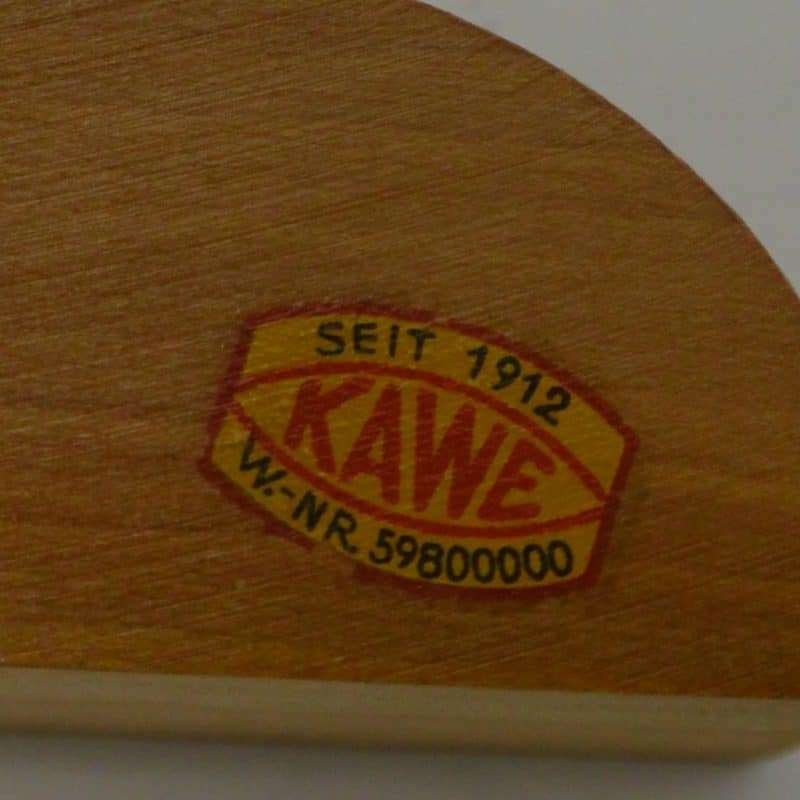 SEIT 1912
KAWE
W.-NR. 59800000